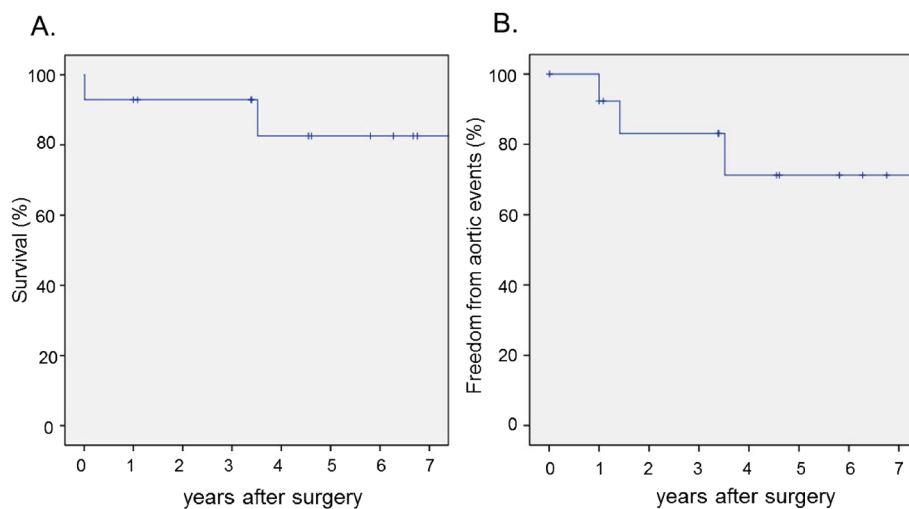 A.
Survival (%)
100
80
60
40
20
0
0 1 2 3 4 5 6 7
years after surgery
B.
Freedom from aortic events (%)
100
80
60
40
20
0
0 1 2 3 4 5 6 7
years after surgery